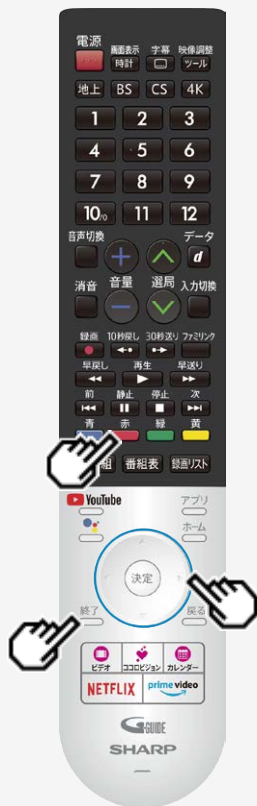 電源 画面表示 字幕 映像調整
時計 ツール
地上 BS CS 4K
1 2 3
4 5 6
7 8 9
10/0 11 12
音声切換 データ
d
消音 音量 選局 入力切換
録画 10秒戻し 30秒送り ファミリンク
早戻し 再生 早送り
前 静止 停止 次
青 赤 緑 黄
組 番組表 録画リスト
YouTube アプリ
ホーム
決定
終了 戻る
ビデオ ココロビジョン カレンダー
NETFLIX prime video
G-GUIDE
SHARP